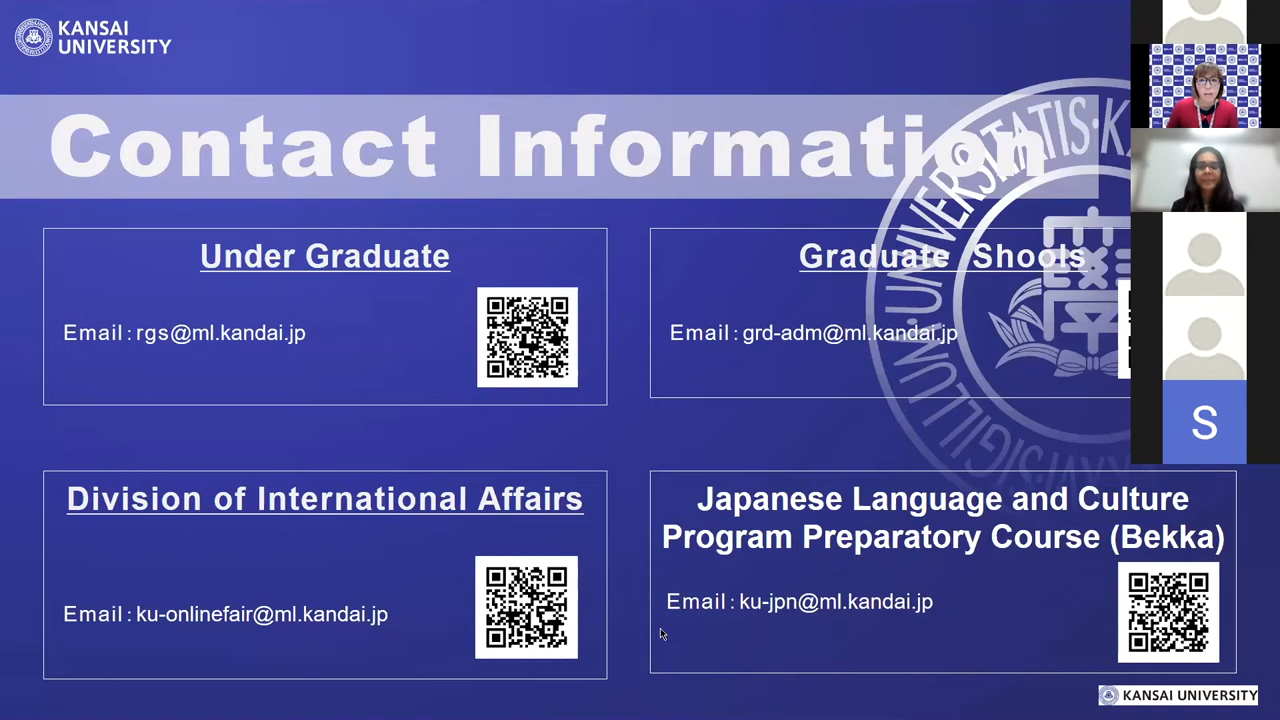 KANSAI
UNIVERSITY
Contact Information
Under Graduate
Email : rgs@ml.kandai.jp
Graduate Shools
Email : grd-adm@ml.kandai.jp
S
Division of International Affairs
Email : ku-onlinefair@ml.kandai.jp
Japanese Language and Culture
Program Preparatory Course (Bekka)
Email : ku-jpn@ml.kandai.jp
KANSAI UNIVERSITY